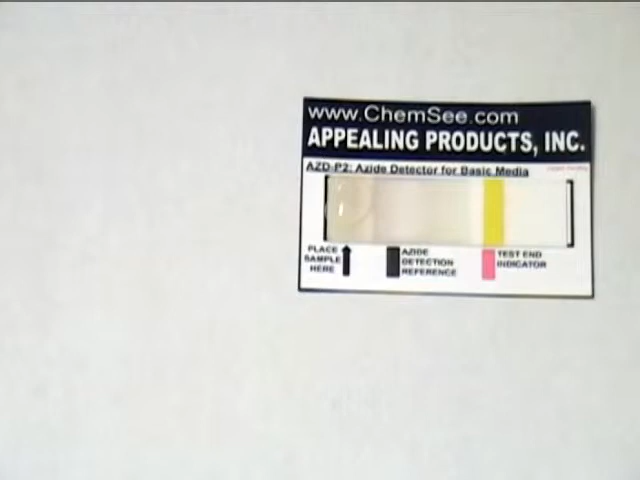 www.ChemSee.com
APPEALING PRODUCTS, INC.
AZD-P2: Azide Detector for Basic Media
PLACE
SAMPLE
HERE
AZIDE
DETECTION
REFERENCE
TEST END
INDICATOR